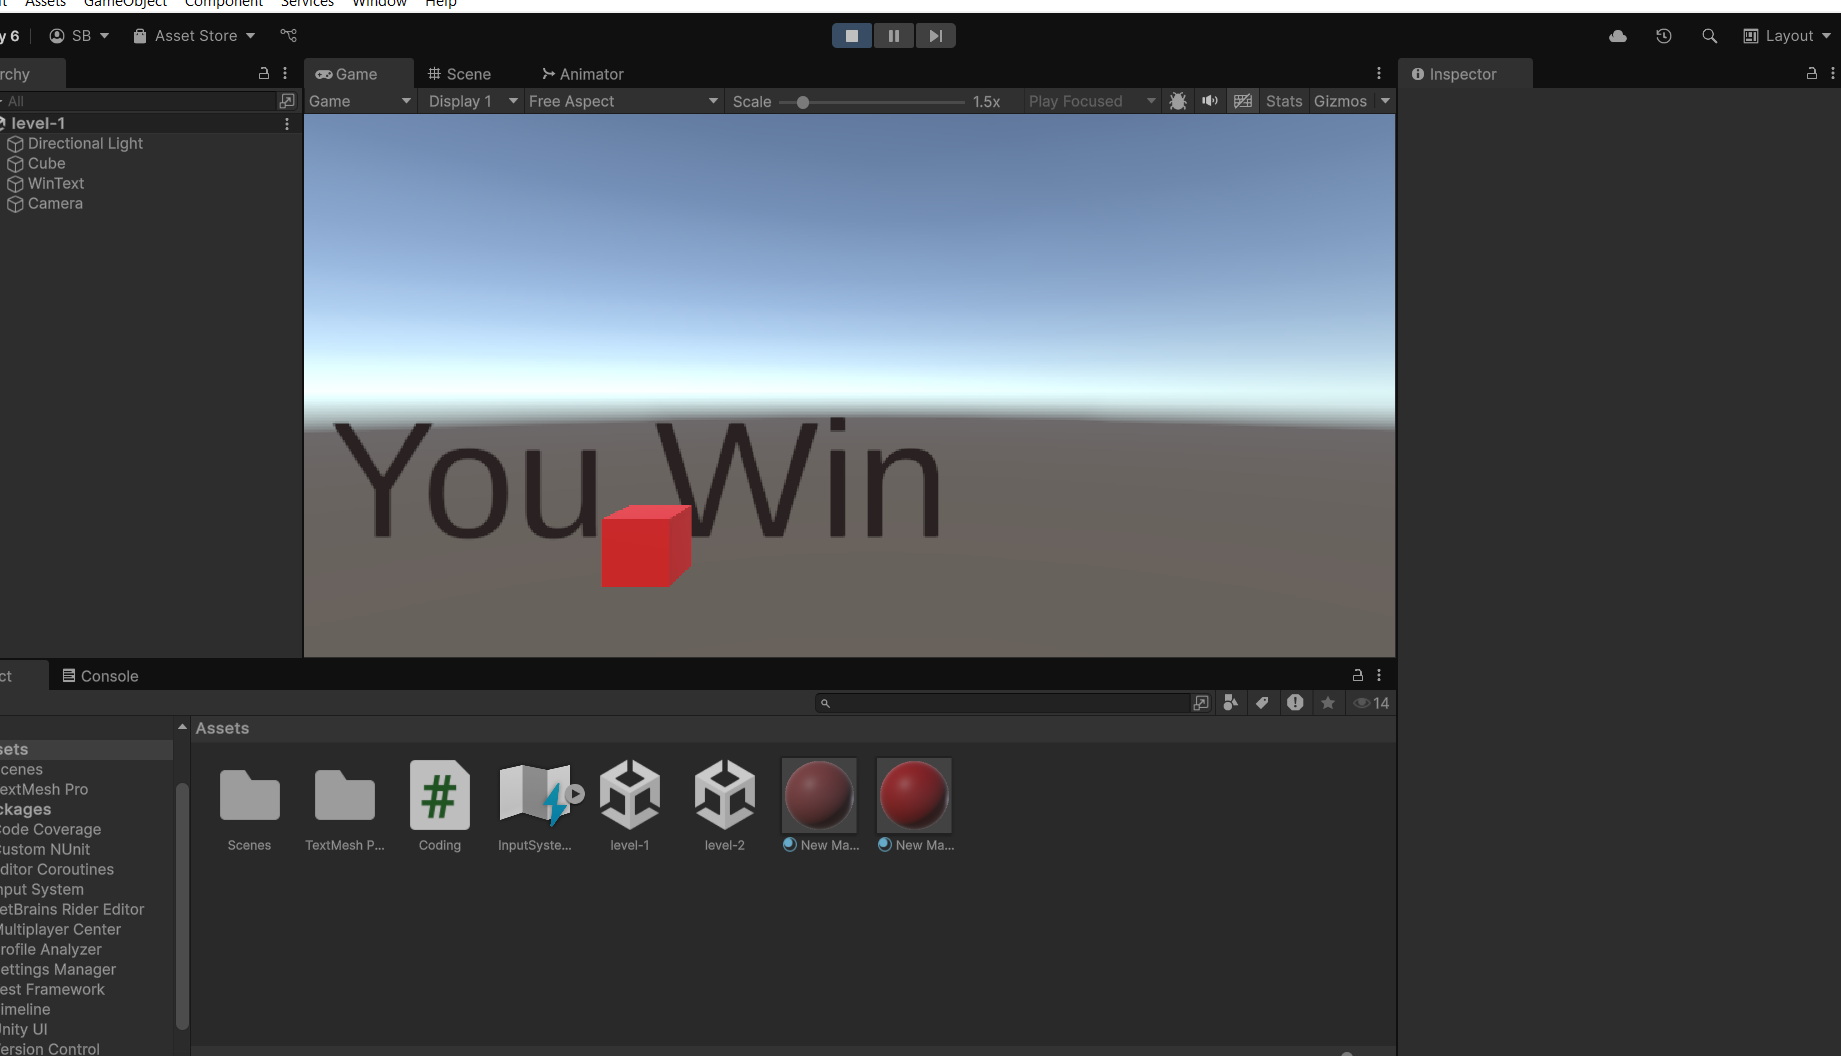 Assets GameObject Component Services Window Help
y 6 SB Asset Store Layout
rchy Game Scene Animator Inspector
All Game Display 1 Free Aspect Scale 1.5x Play Focused Stats Gizmos
level-1
Directional Light
Cube
WinText
Camera
You Win
ct Console
14
Assets
sets
cenes
extMesh Pro
ckages
ode Coverage
ustom NUnit
ditor Coroutines
nput System
etBrains Rider Editor
Multiplayer Center
rofile Analyzer
ettings Manager
est Framework
imeline
Unity UI
ersion Control
Scenes TextMesh P... Coding InputSyste... level-1 level-2 New Ma... New Ma...